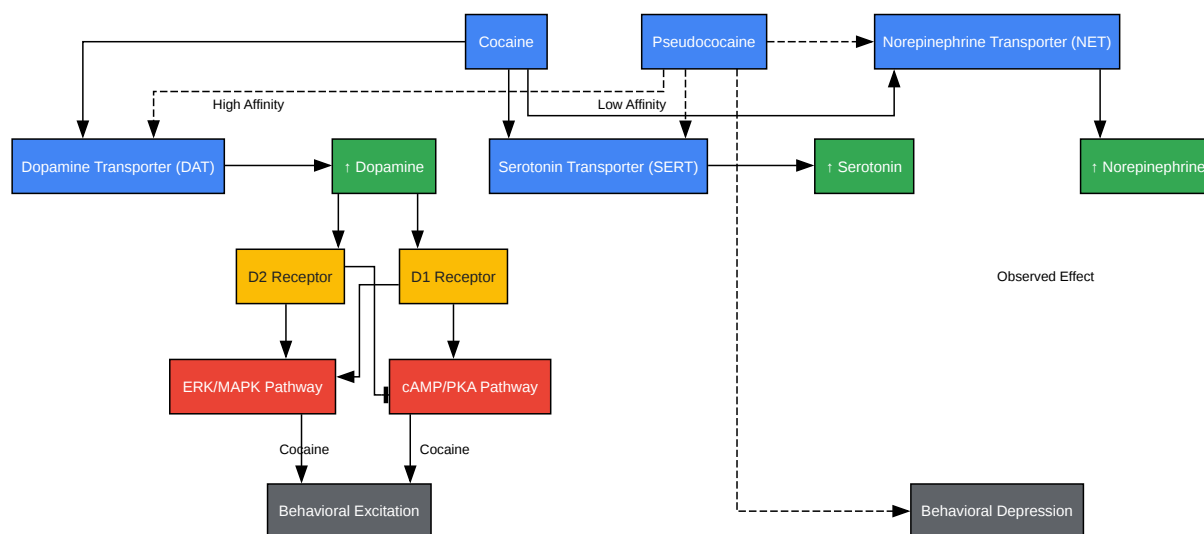 Cocaine
Pseudococaine
Norepinephrine Transporter (NET)
High Affinity
Low Affinity
Dopamine Transporter (DAT)
↑ Dopamine
Serotonin Transporter (SERT)
↑ Serotonin
↑ Norepinephrine
D2 Receptor
D1 Receptor
Observed Effect
ERK/MAPK Pathway
cAMP/PKA Pathway
Cocaine
Cocaine
Behavioral Excitation
Behavioral Depression